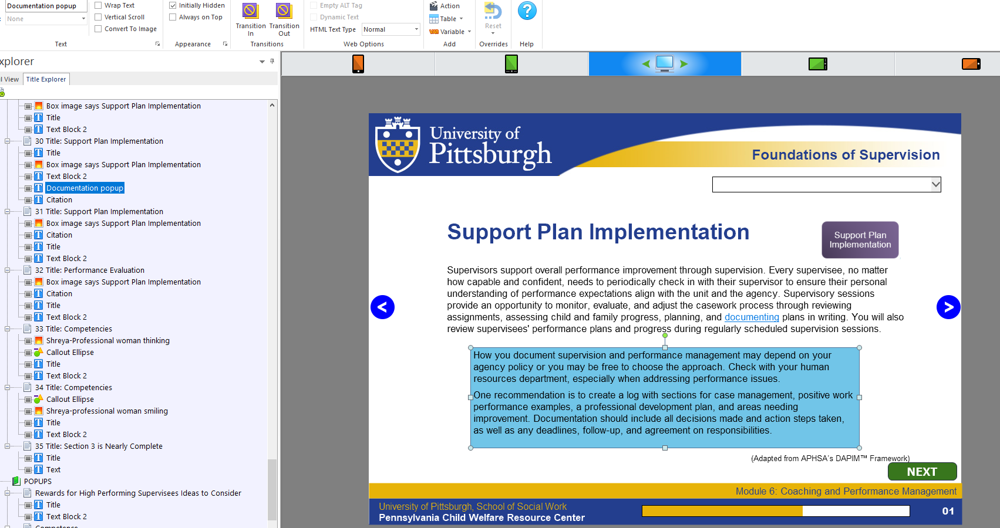 Documentation popup
None
Text
Wrap Text
Vertical Scroll
Convert To Image
Initially Hidden
Always on Top
Appearance
Transition In
Transition Out
Transitions
Empty ALT Tag
Dynamic Text
HTML Text Type Normal
Web Options
Action
Table
VAR Variable
Add
Reset
Overrides
Help
xplorer
l View
Title Explorer
Box image says Support Plan Implementation
Title
Text Block 2
30 Title: Support Plan Implementation
Title
Box image says Support Plan Implementation
Text Block 2
Documentation popup
Citation
31 Title: Support Plan Implementation
Box image says Support Plan Implementation
Citation
Title
Text Block 2
32 Title: Performance Evaluation
Box image says Support Plan Implementation
Citation
Title
Text Block 2
33 Title: Competencies
Shreya-Professional woman thinking
Callout Ellipse
Title
Text Block 2
34 Title: Competencies
Callout Ellipse
Shreya-professional woman smiling
Title
Text Block 2
35 Title: Section 3 is Nearly Complete
Title
Text
POPUPS
Rewards for High Performing Supervisees Ideas to Consider
Title
Text Block 2
Competence
University of
Pittsburgh
Foundations of Supervision
Support Plan Implementation
Support Plan
Implementation
Supervisors support overall performance improvement through supervision. Every supervisee, no matter
how capable and confident, needs to periodically check in with their supervisor to ensure their personal
understanding of performance expectations align with the unit and the agency. Supervisory sessions
provide an opportunity to monitor, evaluate, and adjust the casework process through reviewing
assignments, assessing child and family progress, planning, and documenting plans in writing. You will also
review supervisees' performance plans and progress during regularly scheduled supervision sessions.
<
>
How you document supervision and performance management may depend on your
agency policy or you may be free to choose the approach. Check with your human
resources department, especially when addressing performance issues.
One recommendation is to create a log with sections for case management, positive work
performance examples, a professional development plan, and areas needing
improvement. Documentation should include all decisions made and action steps taken,
as well as any deadlines, follow-up, and agreement on responsibilities.
(Adapted from APHSA's DAPIM™ Framework)
NEXT
Module 6: Coaching and Performance Management
University of Pittsburgh, School of Social Work
Pennsylvania Child Welfare Resource Center
01